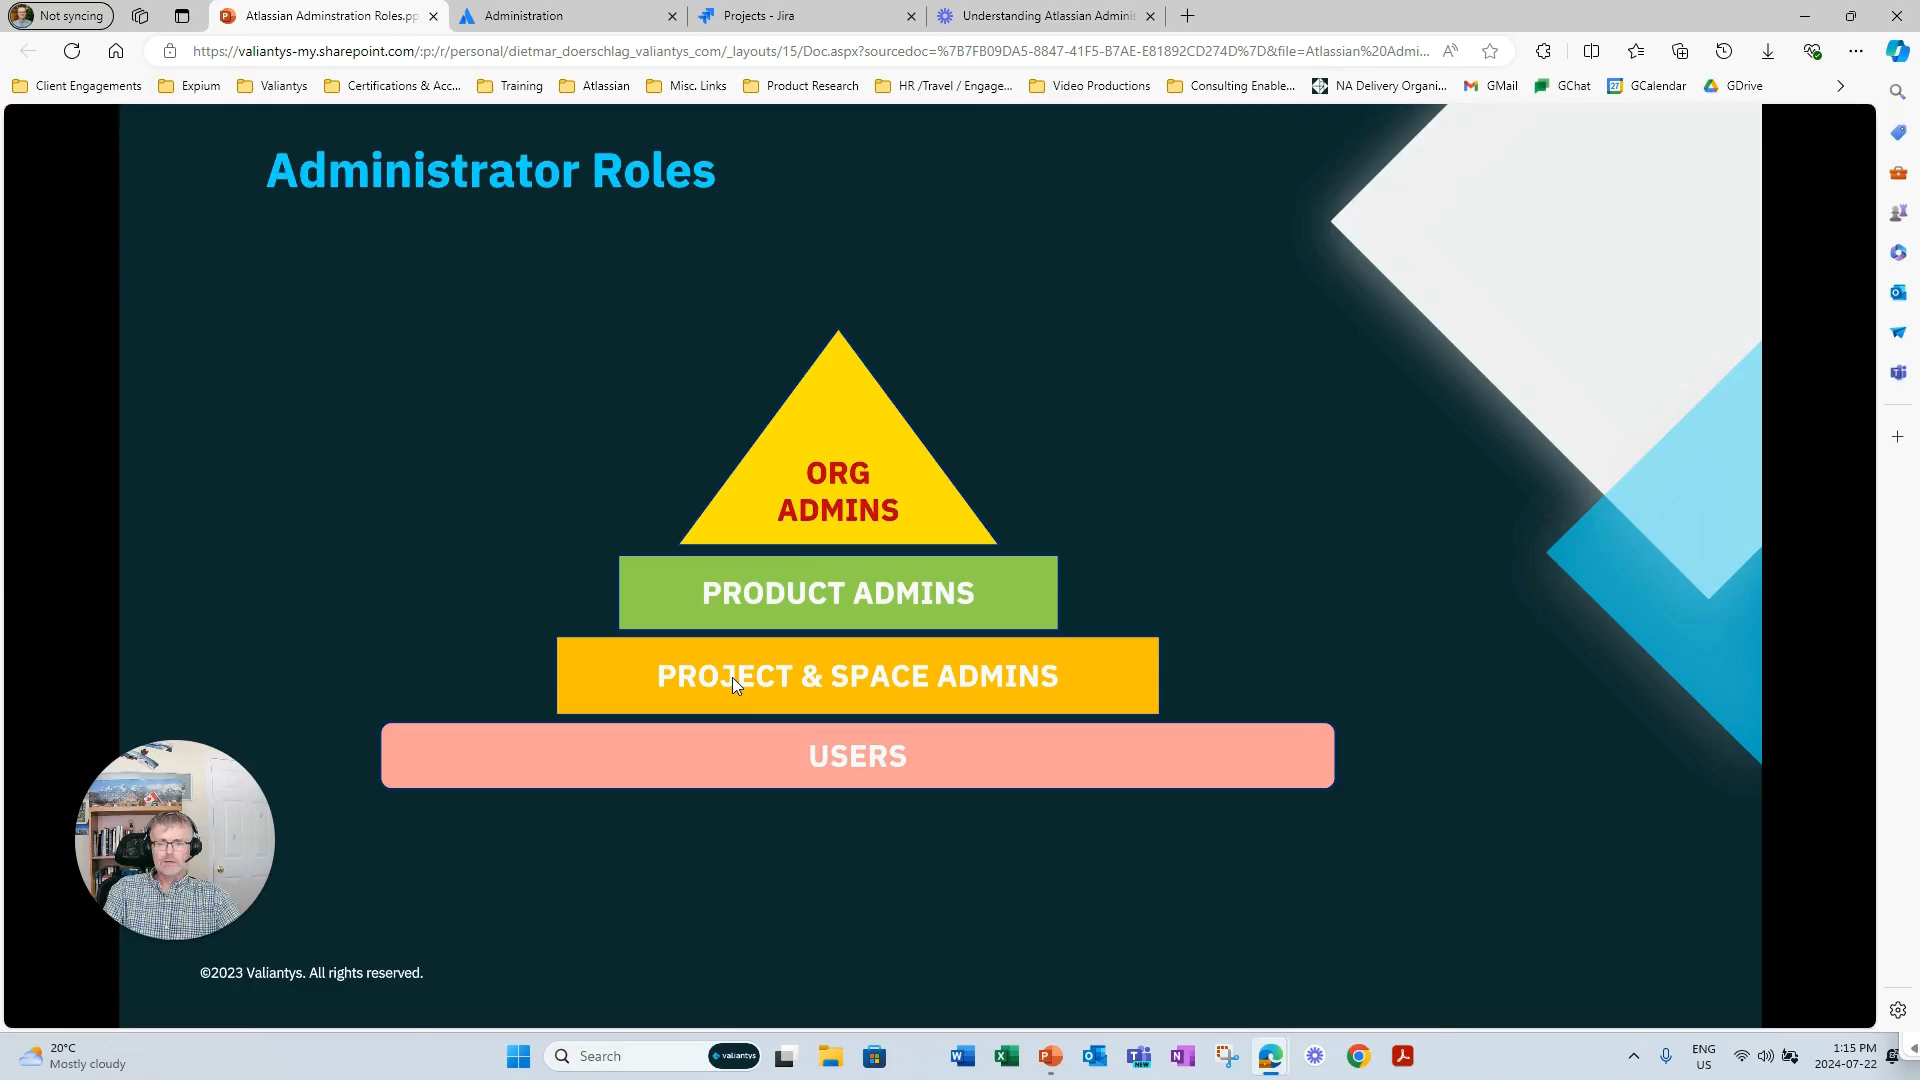 Not syncing
Atlassian Adminstration Roles.pp
Administration
Projects - Jira
Understanding Atlassian Adminis
https://valiantys-my.sharepoint.com/:p:/r/personal/dietmar_doerschlag_valiantys_com/_layouts/15/Doc.aspx?sourcedoc=%7B7FB09DA5-8847-41F5-B7AE-E81892CD274D%7D&file=Atlassian%20Admi...
Client Engagements
Expium
Valiantys
Certifications & Acc...
Training
Atlassian
Misc. Links
Product Research
HR /Travel / Engage...
Video Productions
Consulting Enable...
NA Delivery Organi...
GMail
GChat
GCalendar
GDrive
Administrator Roles
ORG
ADMINS
PRODUCT ADMINS
PROJECT & SPACE ADMINS
USERS
©2023 Valiantys. All rights reserved.
20°C
Mostly cloudy
Search
valiantys
ENG
US
1:15 PM
2024-07-22